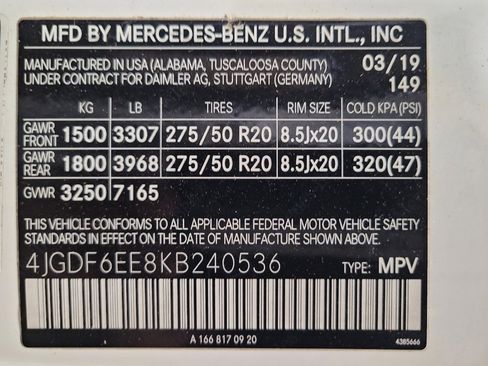 MFD BY MERCEDES-BENZ U.S. INTL., INC
MANUFACTURED IN USA (ALABAMA, TUSCALOOSA COUNTY) 03/19
UNDER CONTRACT FOR DAIMLER AG, STUTTGART (GERMANY) 149
KG LB TIRES RIM SIZE COLD KPA (PSI)
GAWR FRONT 1500 3307 275/50 R20 8.5Jx20 300(44)
GAWR REAR 1800 3968 275/50 R20 8.5Jx20 320(47)
GVWR 3250 7165
THIS VEHICLE CONFORMS TO ALL APPLICABLE FEDERAL MOTOR VEHICLE SAFETY
STANDARDS IN EFFECT ON THE DATE OF MANUFACTURE SHOWN ABOVE.
4JGDF6EE8KB240536 TYPE: MPV
A 166 817 09 20 4385666